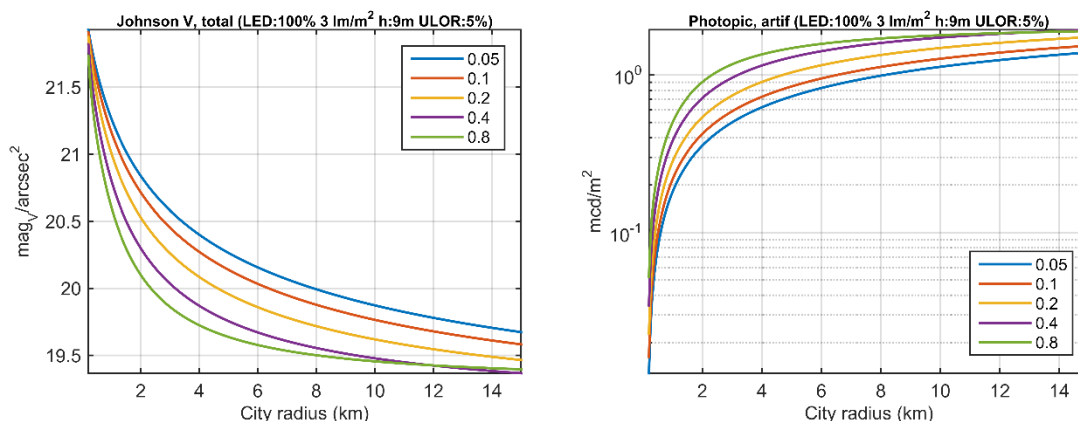 Johnson V, total (LED:100% 3 lm/m² h:9m ULOR:5%)
mag_V/arcsec²
21.5
21
20.5
20
19.5
0.05
0.1
0.2
0.4
0.8
2 4 6 8 10 12 14
City radius (km)
Photopic, artif (LED:100% 3 lm/m² h:9m ULOR:5%)
mcd/m²
10⁰
10⁻¹
0.05
0.1
0.2
0.4
0.8
2 4 6 8 10 12 14
City radius (km)